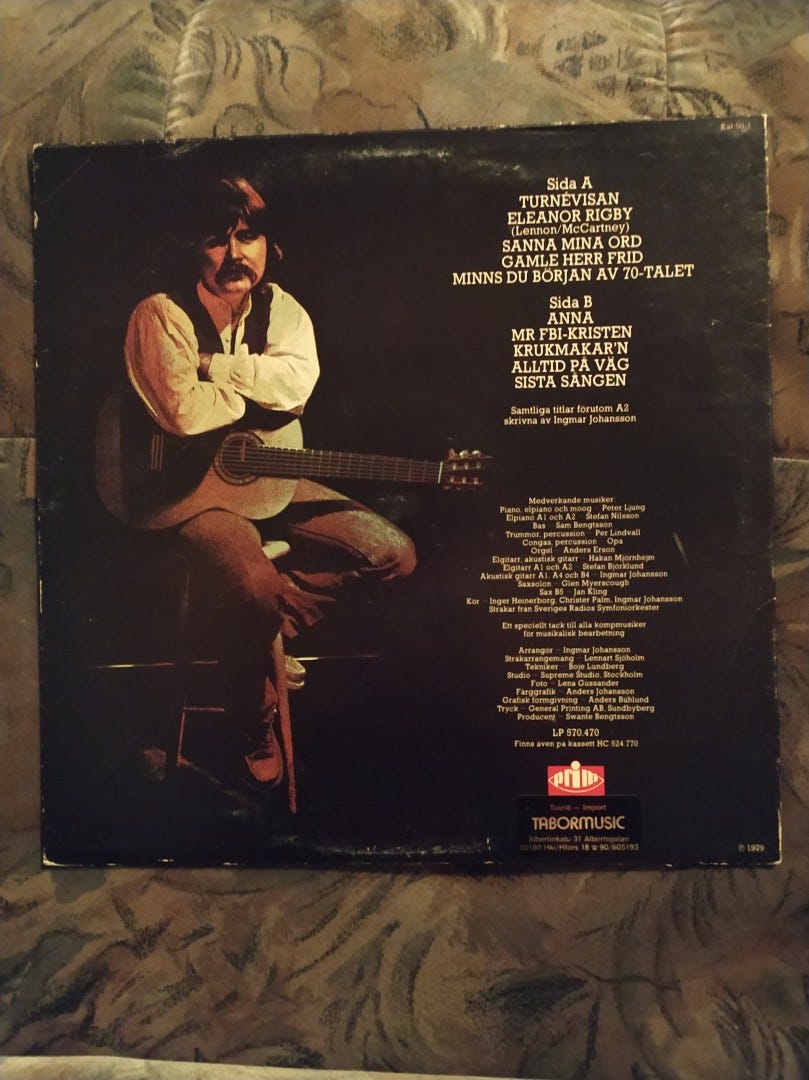 Kat 50-1
Sida A
TURNÉVISAN
ELEANOR RIGBY
(Lennon/McCartney)
SANNA MINA ORD
GAMLE HERR FRID
MINNS DU BÖRJAN AV 70-TALET
Sida B
ANNA
MR FBI-KRISTEN
KRUKMAKAR'N
ALLTID PÅ VÄG
SISTA SÅNGEN
Samtliga titlar förutom A2
skrivna av Ingmar Johansson
Medverkande musiker:
Piano, elpiano och moog – Peter Ljung
Elpiano A1 och A2 – Stefan Nilsson
Bas – Sam Bengtsson
Trummor, percussion – Per Lindvall
Congas, percussion – Opa
Orgel – Anders Erson
Elgitarr, akustisk gitarr – Håkan Mjörnheim
Elgitarr A1 och A2 – Stefan Björklund
Akustisk gitarr A1, A4 och B4 – Ingmar Johansson
Saxsolon – Glen Myerscough
Sax B5 – Jan Kling
Kör – Inger Heinerborg, Christer Palm, Ingmar Johansson
Stråkar från Sveriges Radios Symfoniorkester
Ett speciellt tack till alla kompmusiker
för musikalisk bearbetning
Arrangör – Ingmar Johansson
Stråkarrangemang – Lennart Sjöholm
Tekniker – Boje Lundberg
Studio – Supreme Studio, Stockholm
Foto – Lena Gussander
Färggrafik – Anders Johansson
Grafisk formgivning – Anders Buhlund
Tryck – General Printing AB, Sundbyberg
Producent – Swante Bengtsson
LP 570.470
Finns även på kassett HC 524.770
prim
Tuonti – Import
TABORMUSIC
Albertinkatu 31 Albertsgatan
00180 Hki/Hfors 18 ☎ 90/605193
℗ 1979